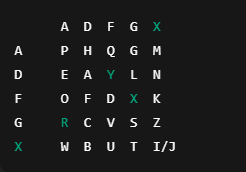 A D F G X
A P H Q G M
D E A Y L N
F O F D X K
G R C V S Z
X W B U T I/J